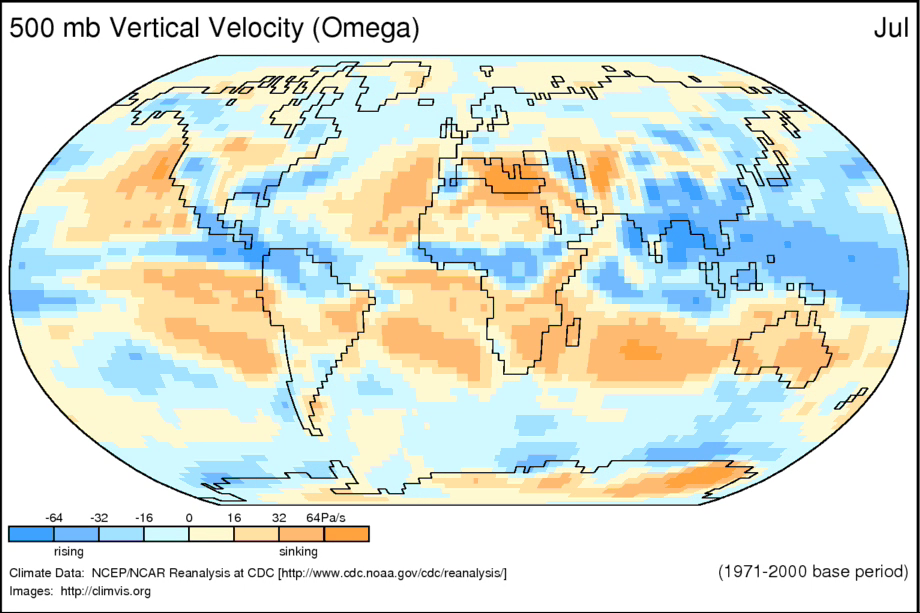 500 mb Vertical Velocity (Omega)
Jul
-64 -32 -16 0 16 32 64Pa/s
rising sinking
Climate Data: NCEP/NCAR Reanalysis at CDC [http://www.cdc.noaa.gov/cdc/reanalysis/]
(1971-2000 base period)
Images: http://climvis.org